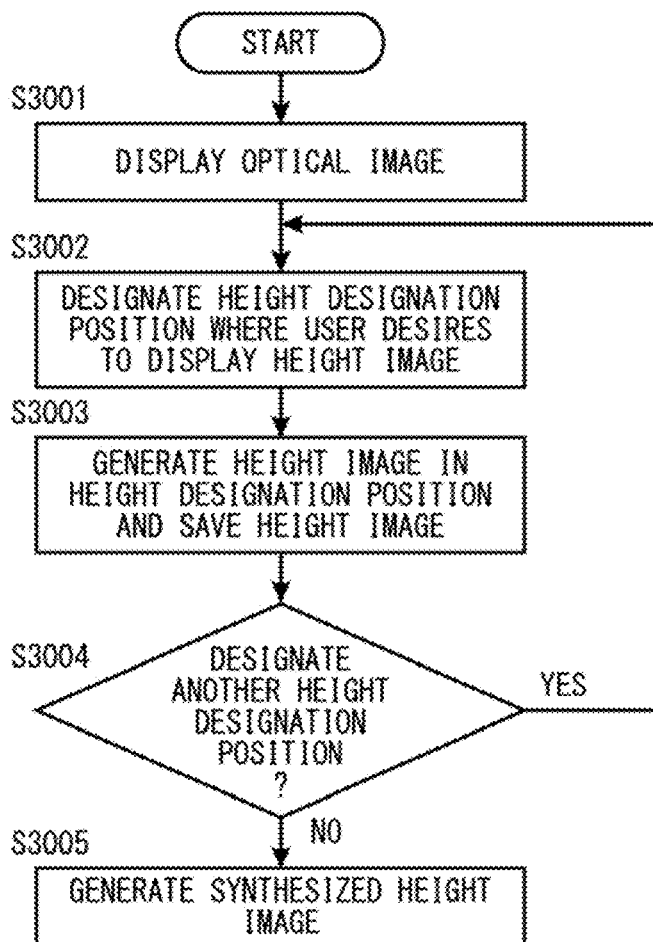 START
S3001
DISPLAY OPTICAL IMAGE
S3002
DESIGNATE HEIGHT DESIGNATION
POSITION WHERE USER DESIRES
TO DISPLAY HEIGHT IMAGE
S3003
GENERATE HEIGHT IMAGE IN
HEIGHT DESIGNATION POSITION
AND SAVE HEIGHT IMAGE
S3004
DESIGNATE
ANOTHER HEIGHT
DESIGNATION
POSITION
?
YES
NO
S3005
GENERATE SYNTHESIZED HEIGHT
IMAGE